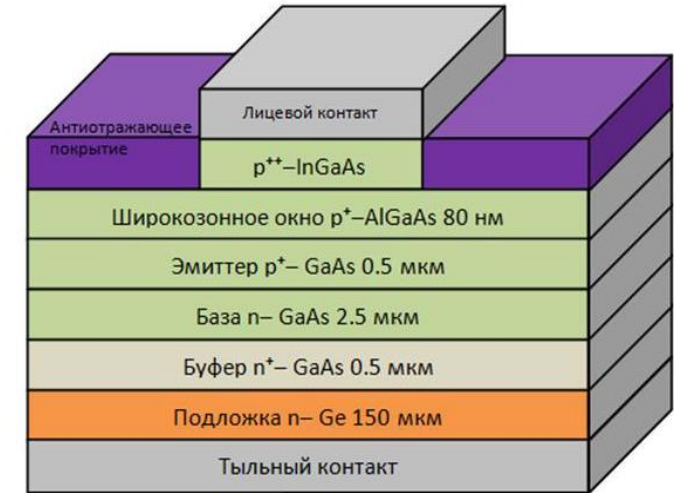 Лицевой контакт
Антиотражающее
покрытие
p⁺⁺–InGaAs
Широкозонное окно p⁺–AlGaAs 80 нм
Эмиттер p⁺– GaAs 0.5 мкм
База n– GaAs 2.5 мкм
Буфер n⁺– GaAs 0.5 мкм
Подложка n– Ge 150 мкм
Тыльный контакт